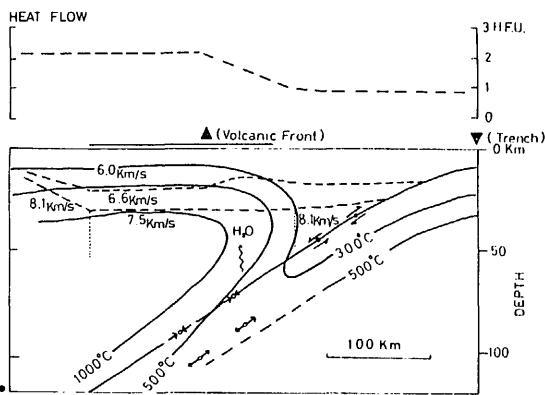 HEAT FLOW
3 H.F.U.
2
1
0
▲ (Volcanic Front)
▼ (Trench)
0 Km
6.0Km/s
8.1Km/s
6.6Km/s
7.5Km/s
8.1Km/s
H₂O
300°C
50
500°C
DEPTH
100 Km
1000°C
500°C
100